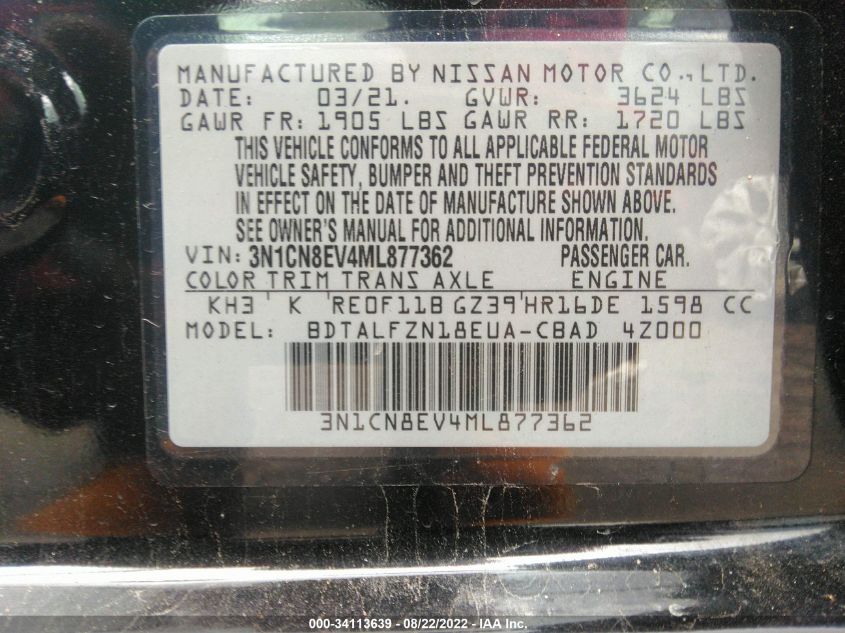 MANUFACTURED BY NISSAN MOTOR CO., LTD.
DATE: 03/21. GVWR: 3624 LBS
GAWR FR: 1905 LBS GAWR RR: 1720 LBS
THIS VEHICLE CONFORMS TO ALL APPLICABLE FEDERAL MOTOR
VEHICLE SAFETY, BUMPER AND THEFT PREVENTION STANDARDS
IN EFFECT ON THE DATE OF MANUFACTURE SHOWN ABOVE.
SEE OWNER'S MANUAL FOR ADDITIONAL INFORMATION.
VIN: 3N1CN8EV4ML877362 PASSENGER CAR.
COLOR TRIM TRANS AXLE ENGINE
KH3 K RE0F11B GZ39 HR16DE 1598 CC
MODEL: BDTALFZN18EUA-CBAD 4Z000
3N1CN8EV4ML877362
000-34113639 - 08/22/2022 - IAA Inc.